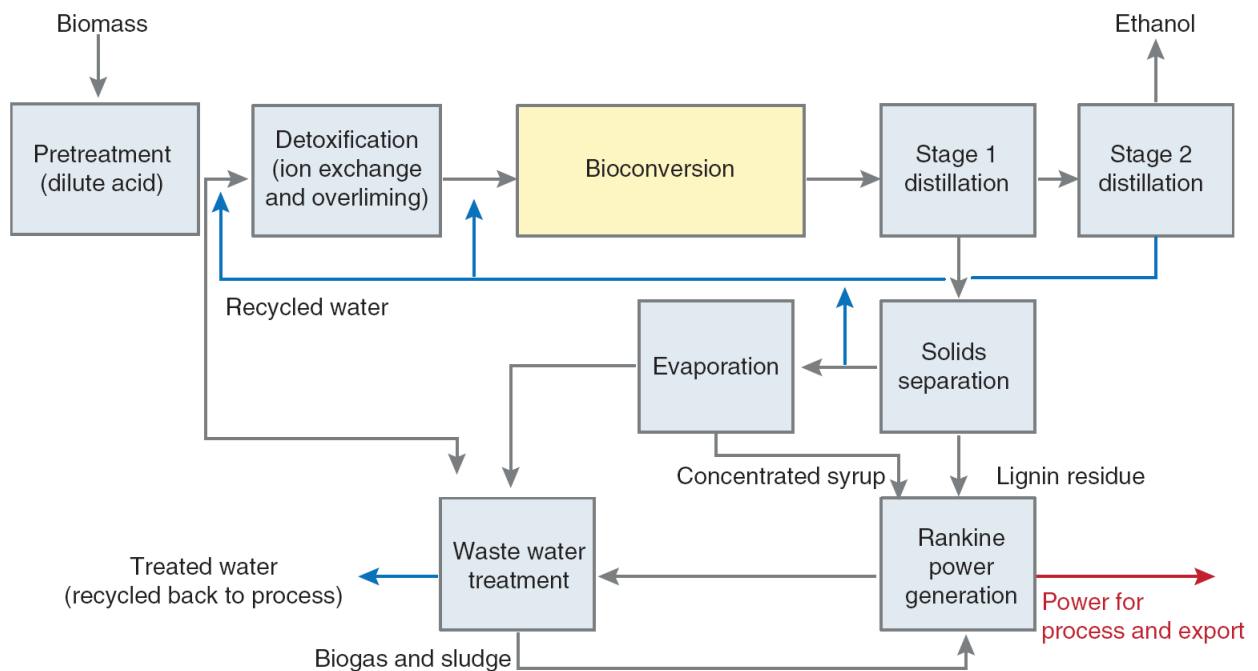 Biomass
Ethanol
Pretreatment
(dilute acid)
Detoxification
(ion exchange
and overliming)
Bioconversion
Stage 1
distillation
Stage 2
distillation
Recycled water
Evaporation
Solids
separation
Concentrated syrup
Lignin residue
Waste water
treatment
Rankine
power
generation
Treated water
(recycled back to process)
Power for
process and export
Biogas and sludge